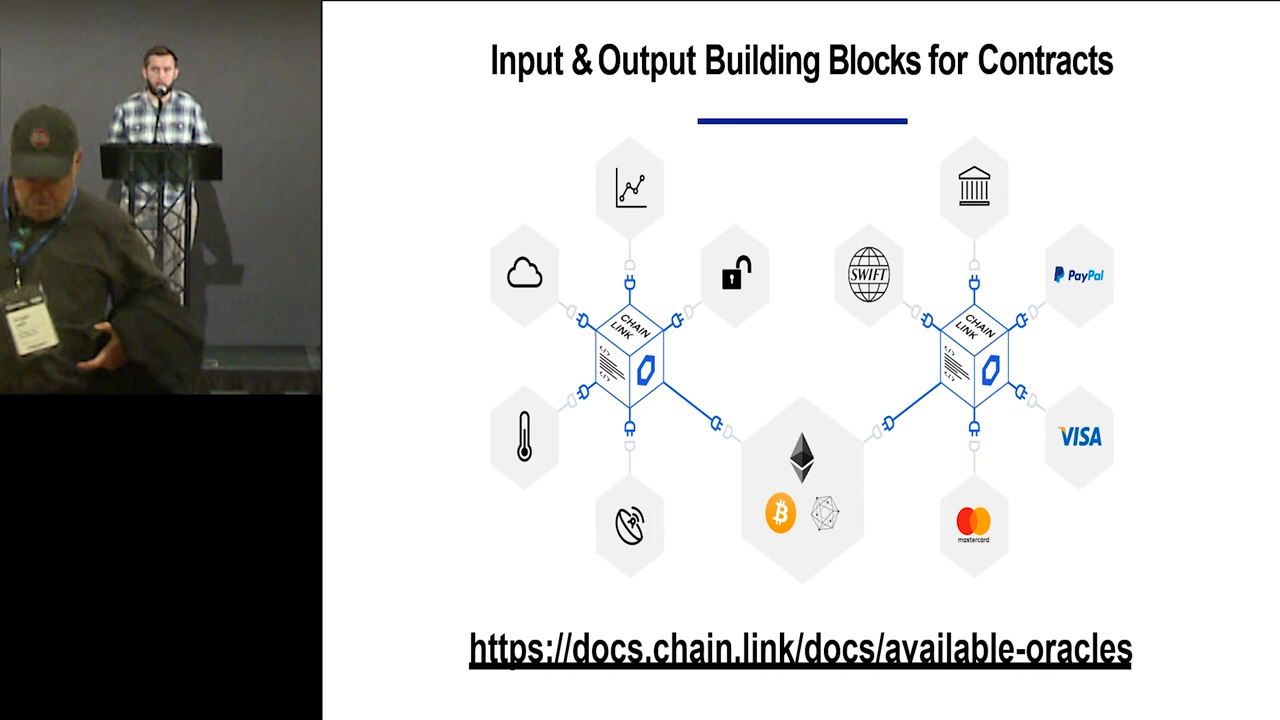 Input & Output Building Blocks for Contracts
SWIFT
PayPal
CHAIN
LINK
CHAIN
LINK
VISA
mastercard
https://docs.chain.link/docs/available-oracles